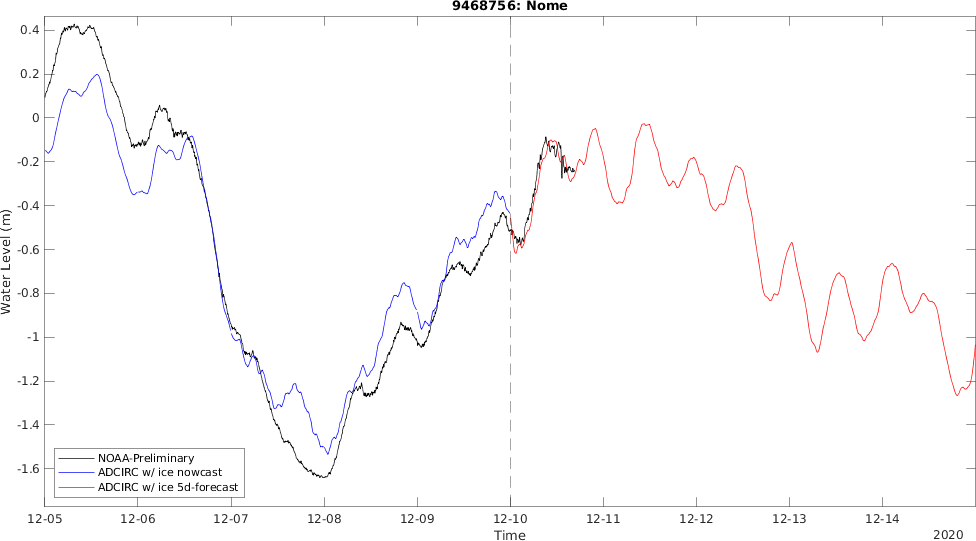 9468756: Nome
0.4
0.2
0
-0.2
-0.4
-0.6
-0.8
-1
-1.2
-1.4
-1.6
Water Level (m)
NOAA-Preliminary
ADCIRC w/ ice nowcast
ADCIRC w/ ice 5d-forecast
12-05 12-06 12-07 12-08 12-09 12-10 12-11 12-12 12-13 12-14
Time
2020